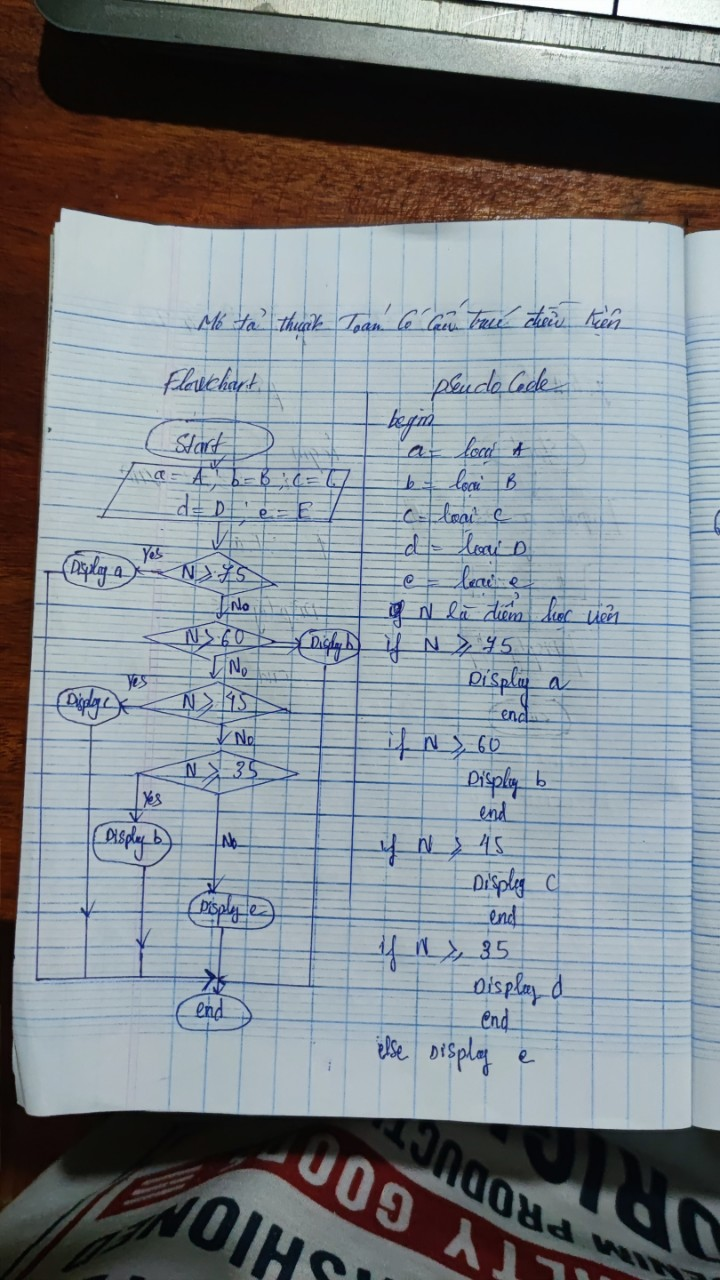 Mô tả thuật Toán Có Cấu trúc điều kiện
Flowchart
Start
a = A ; b = B ; c = C
d = D ; e = E
Yes
Display a
N ≥ 75
No
N ≥ 60
Display b
No
Yes
Display c
N ≥ 45
No
N ≥ 35
Yes
Display b
No
Display e
end
pseudo Code
begin
a = loại A
b = loại B
c = loại C
d = loại D
e = loại e
N là điểm học viên
if N ≥ 75
Display a
end
if N ≥ 60
Display b
end
if N ≥ 45
Display C
end
if N ≥ 35
Display d
end
else Display e